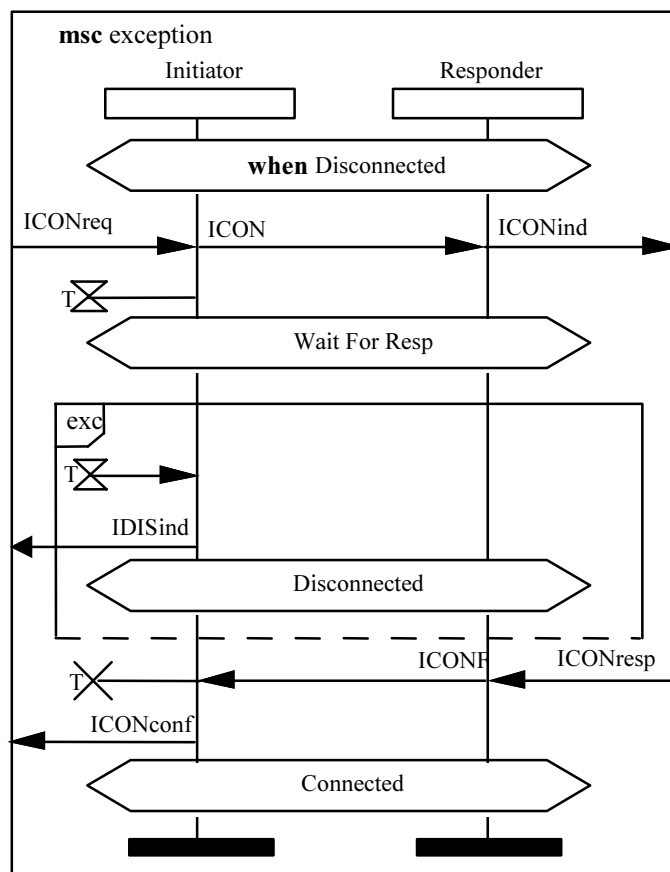 msc exception
Initiator Responder
when Disconnected
ICONreq ICON ICONind
T
Wait For Resp
exc
T
IDISind
Disconnected
T ICONF ICONresp
ICONconf
Connected